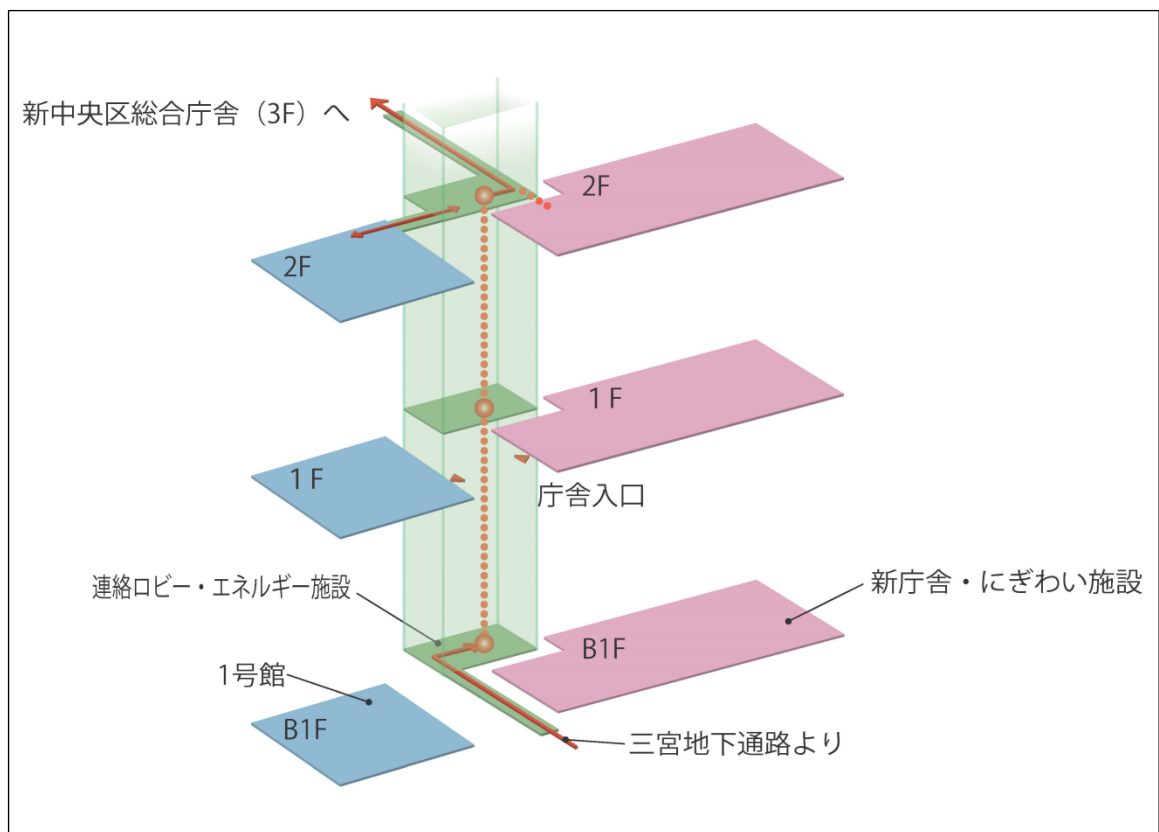 新中央区総合庁舎（3F）へ
2F
2F
1 F
1 F
庁舎入口
連絡ロビー・エネルギー施設
新庁舎・にぎわい施設
B1F
1号館
B1F
三宮地下通路より